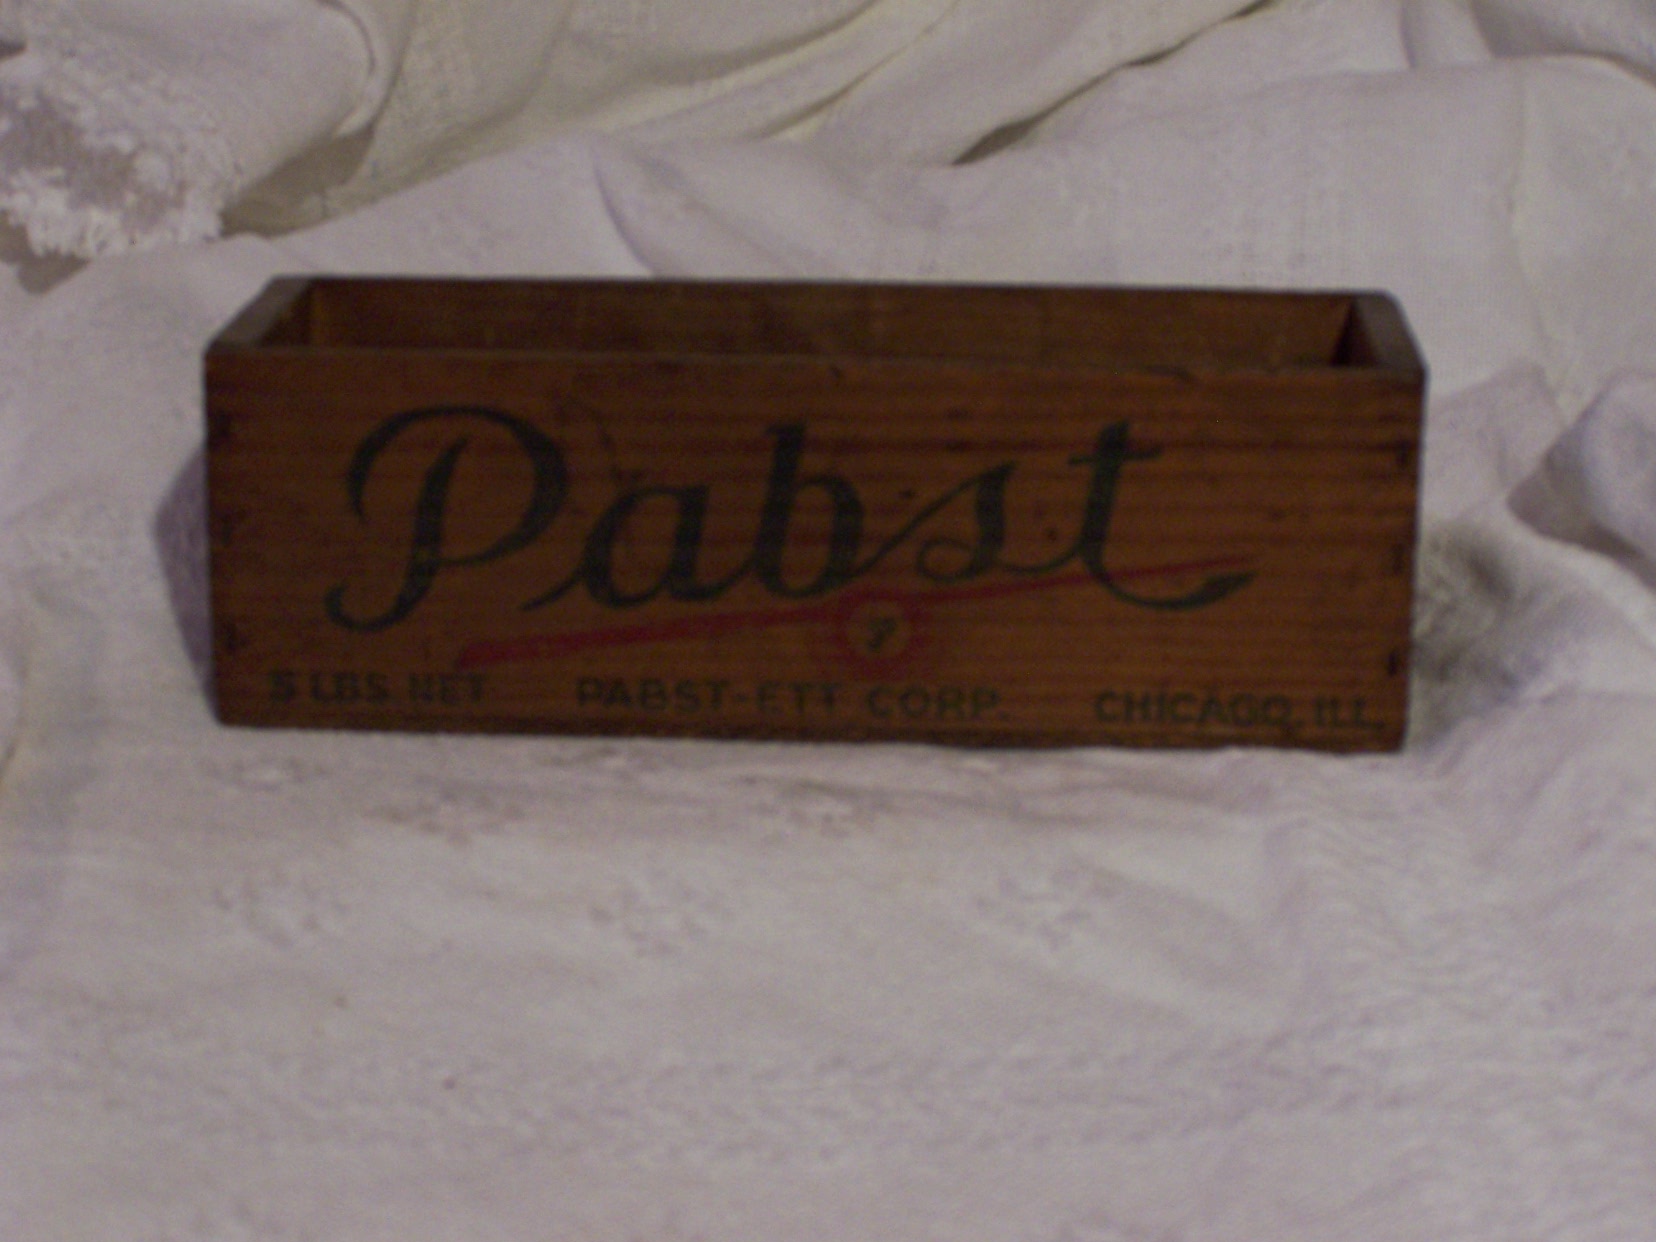 Pabst
P
5 LBS. NET PABST-ETT CORP. CHICAGO, ILL.